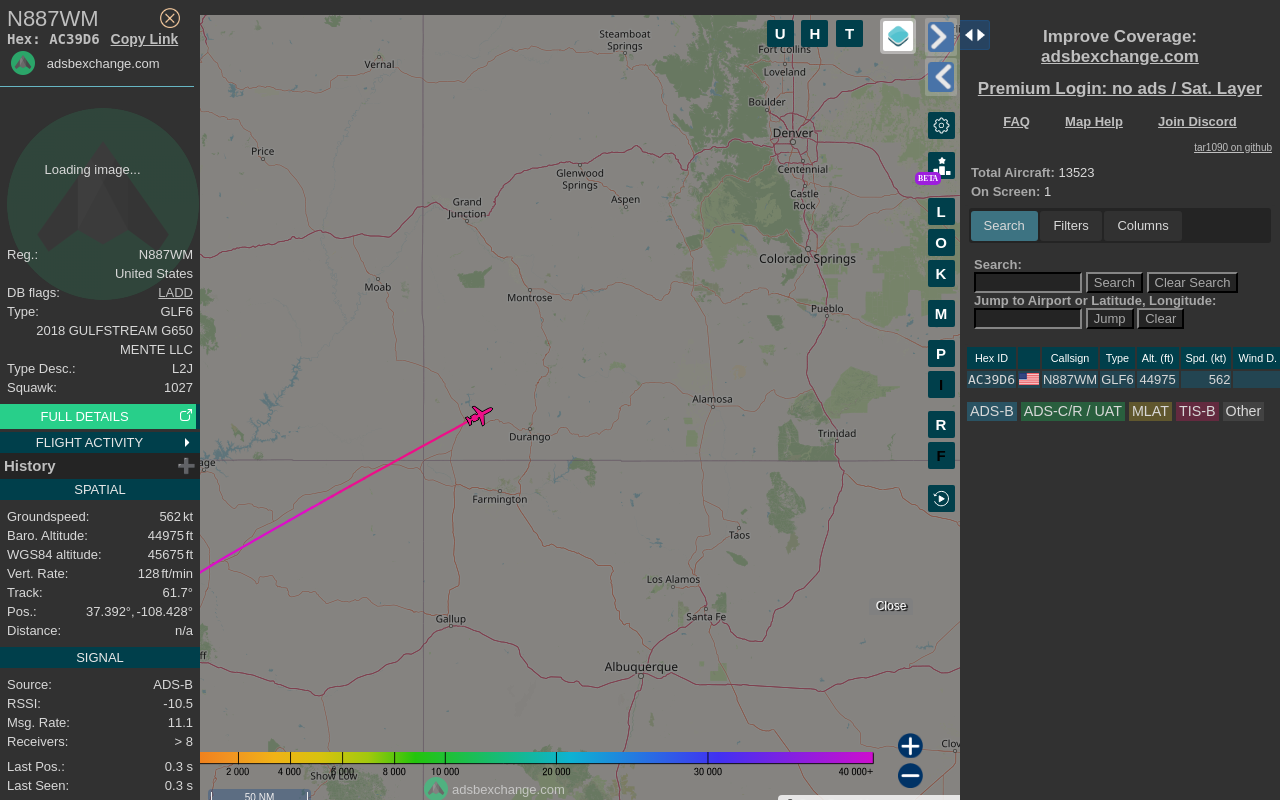 N887WM
Hex: AC39D6 Copy Link
adsbexchange.com
Loading image...
Reg.: N887WM
United States
DB flags: LADD
Type: GLF6
2018 GULFSTREAM G650
MENTE LLC
Type Desc.: L2J
Squawk: 1027
FULL DETAILS
FLIGHT ACTIVITY
History
SPATIAL
Groundspeed: 562 kt
Baro. Altitude: 44975 ft
WGS84 altitude: 45675 ft
Vert. Rate: 128 ft/min
Track: 61.7°
Pos.: 37.392°, -108.428°
Distance: n/a
SIGNAL
Source: ADS-B
RSSI: -10.5
Msg. Rate: 11.1
Receivers: > 8
Last Pos.: 0.3 s
Last Seen: 0.3 s
U H T
Steamboat
Springs
Vernal
Fort Collins
Loveland
Boulder
Denver
Price
Glenwood
Springs
Centennial
BETA
Grand
Junction
Aspen
Castle
Rock
L
O
K
Colorado Springs
Moab
Montrose
Pueblo
M
P
I
Alamosa
R
F
Durango
Trinidad
age
Farmington
Taos
Los Alamos
Close
Gallup
Santa Fe
ff
Albuquerque
Clov
2 000 4 000 6 000 8 000 10 000 20 000 30 000 40 000+
Show Low
adsbexchange.com
50 NM
Improve Coverage:
adsbexchange.com
Premium Login: no ads / Sat. Layer
FAQ Map Help Join Discord
tar1090 on github
Total Aircraft: 13523
On Screen: 1
Search Filters Columns
Search:
Search Clear Search
Jump to Airport or Latitude, Longitude:
Jump Clear
Hex ID Callsign Type Alt. (ft) Spd. (kt) Wind D.
AC39D6 N887WM GLF6 44975 562
ADS-B ADS-C/R / UAT MLAT TIS-B Other